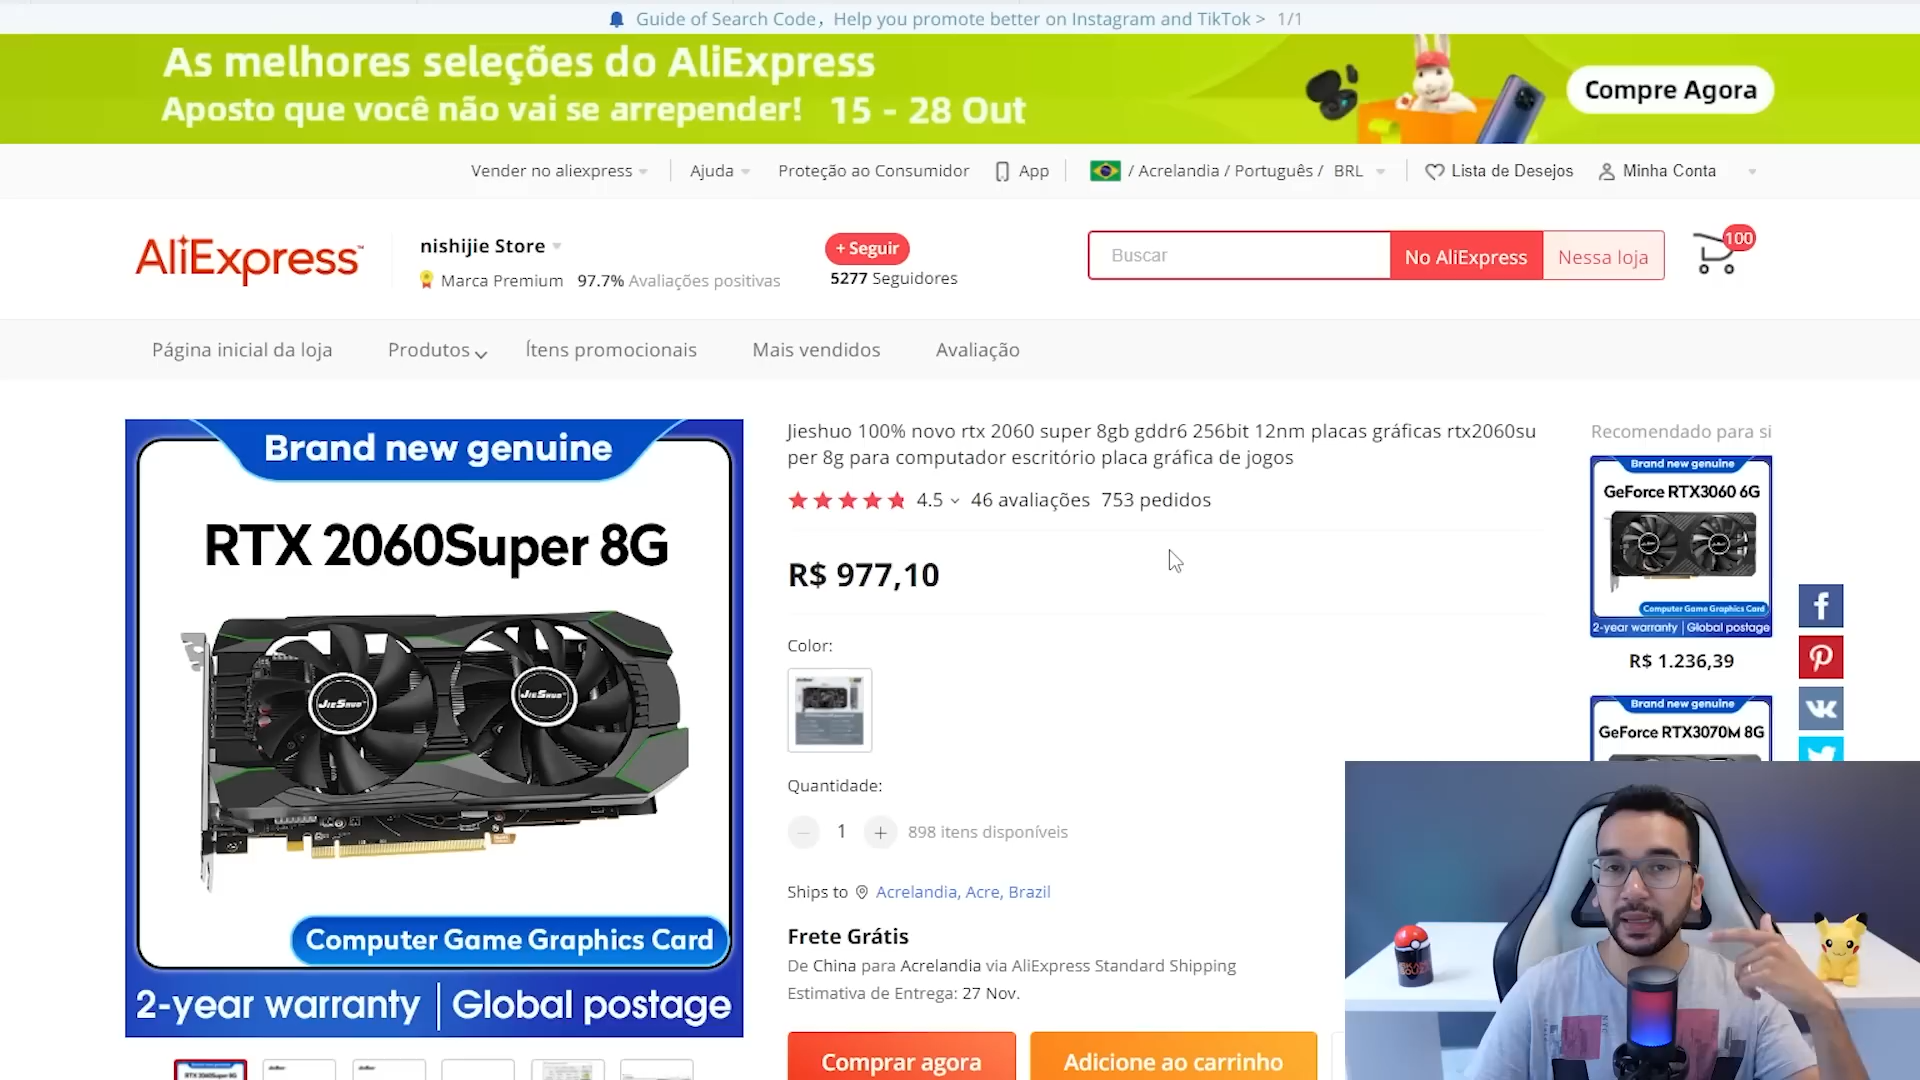 Guide of Search Code，Help you promote better on Instagram and TikTok > 1/1
As melhores seleções do AliExpress
Aposto que você não vai se arrepender! 15 - 28 Out
Compre Agora
Vender no aliexpress
Ajuda
Proteção ao Consumidor
App
/ Acrelandia / Português / BRL
Lista de Desejos
Minha Conta
AliExpress™
nishijie Store
Marca Premium 97.7% Avaliações positivas
+ Seguir
5277 Seguidores
Buscar
No AliExpress
Nessa loja
100
Página inicial da loja
Produtos
Ítens promocionais
Mais vendidos
Avaliação
Brand new genuine
RTX 2060Super 8G
JIESHUO
JIESHUO
Computer Game Graphics Card
2-year warranty | Global postage
RTX 2060Super 8G
Jieshuo 100% novo rtx 2060 super 8gb gddr6 256bit 12nm placas gráficas rtx2060su
per 8g para computador escritório placa gráfica de jogos
4.5
46 avaliações 753 pedidos
R$ 977,10
Color:
Quantidade:
1
898 itens disponíveis
Ships to Acrelandia, Acre, Brazil
Frete Grátis
De China para Acrelandia via AliExpress Standard Shipping
Estimativa de Entrega: 27 Nov.
Comprar agora
Adicione ao carrinho
Recomendado para si
Brand new genuine
GeForce RTX3060 6G
Computer Game Graphics Card
2-year warranty | Global postage
R$ 1.236,39
Brand new genuine
GeForce RTX3070M 8G